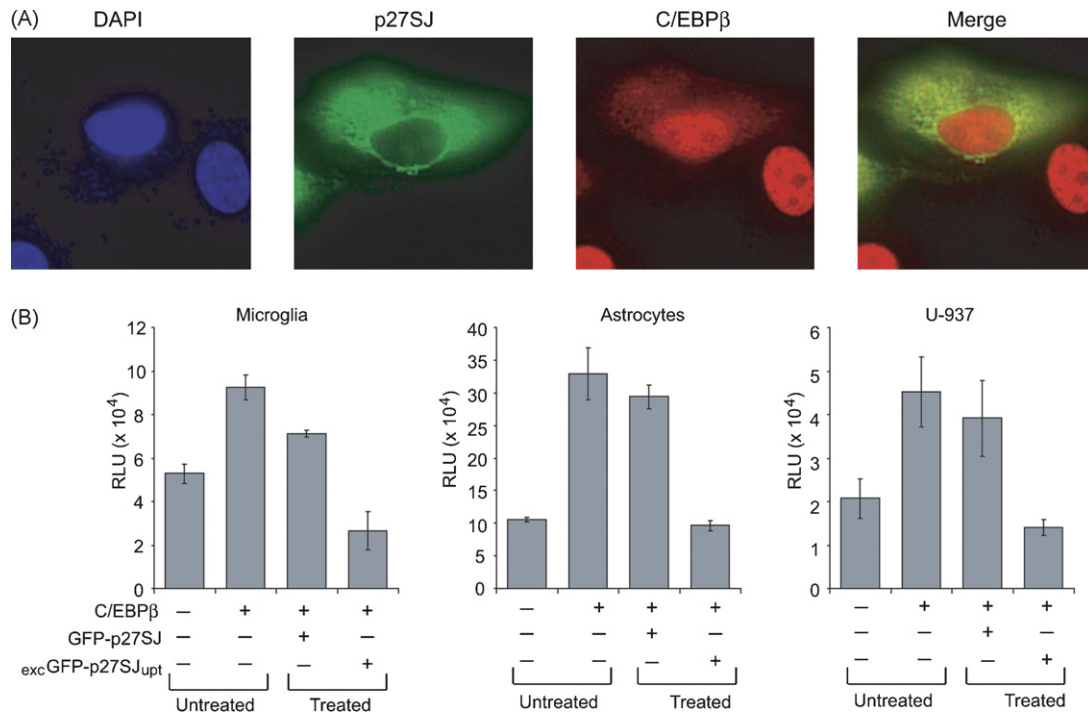 (A)
DAPI p27SJ C/EBPβ Merge
(B)
Microglia
12
10
8
6
4
2
0
RLU (x 10⁴)
Astrocytes
40
35
30
25
20
15
10
5
0
RLU (x 10⁴)
U-937
6
5
4
3
2
1
0
RLU (x 10⁴)
C/EBPβ – + + + – + + + – + + +
GFP-p27SJ – – + – – – + – – – + –
excGFP-p27SJupt – – – + – – – + – – – +
Untreated Treated Untreated Treated Untreated Treated